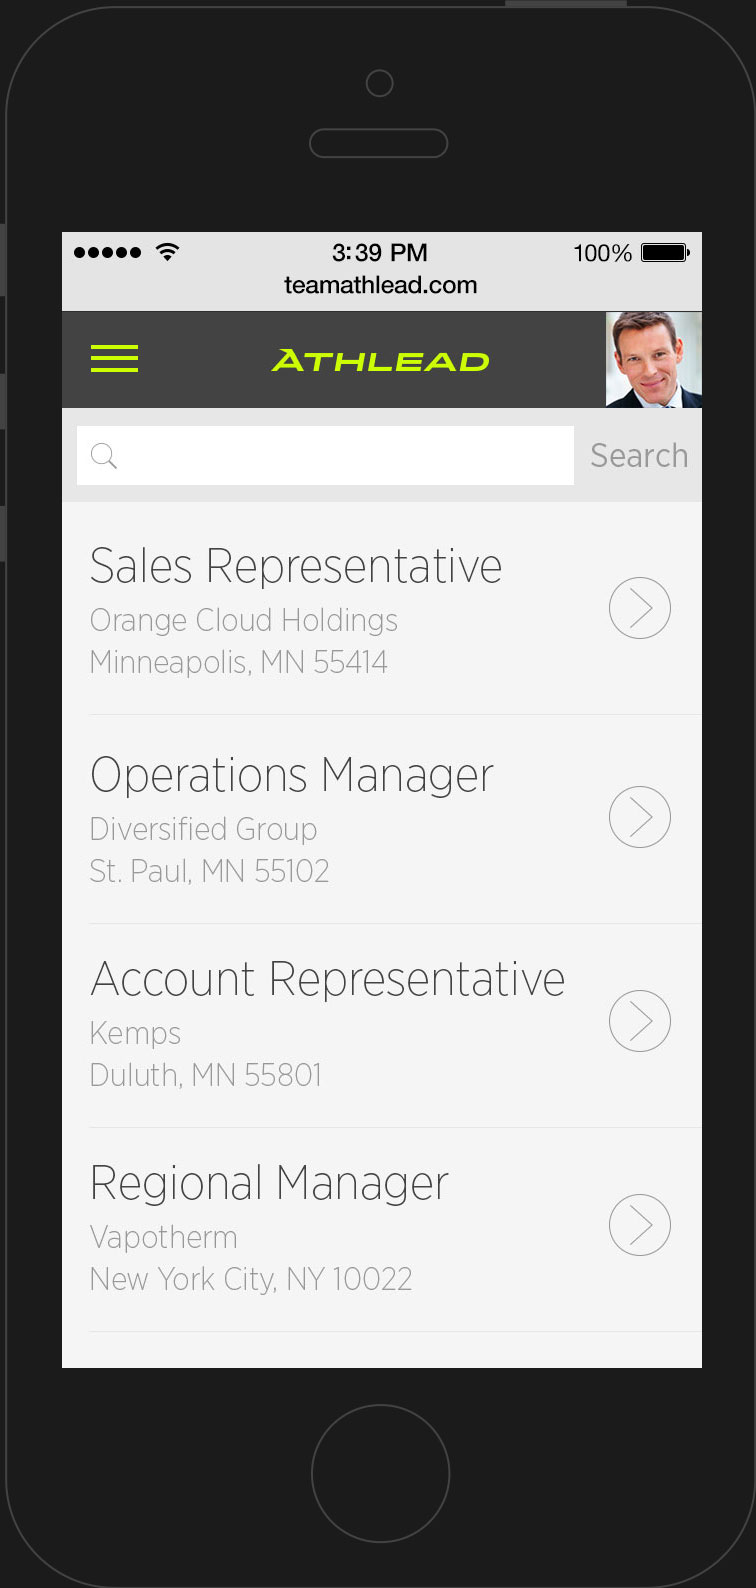 3:39 PM 100%
teamathlead.com
ATHLEAD
Search
Sales Representative
Orange Cloud Holdings
Minneapolis, MN 55414
Operations Manager
Diversified Group
St. Paul, MN 55102
Account Representative
Kemps
Duluth, MN 55801
Regional Manager
Vapotherm
New York City, NY 10022